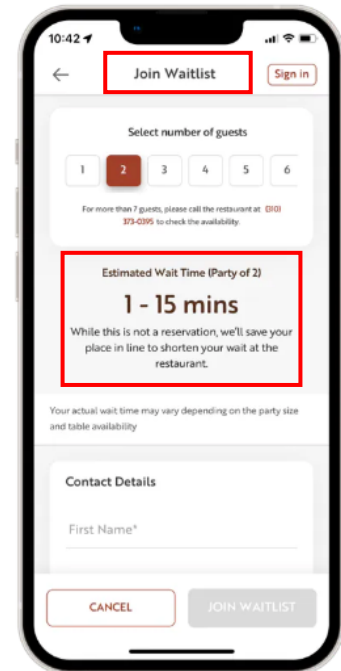 10:42
Join Waitlist
Sign in
Select number of guests
1 2 3 4 5 6
For more than 7 guests, please call the restaurant at (310)
373-0395 to check the availability.
Estimated Wait Time (Party of 2)
1 - 15 mins
While this is not a reservation, we'll save your
place in line to shorten your wait at the
restaurant.
Your actual wait time may vary depending on the party size
and table availability
Contact Details
First Name*
CANCEL
JOIN WAITLIST